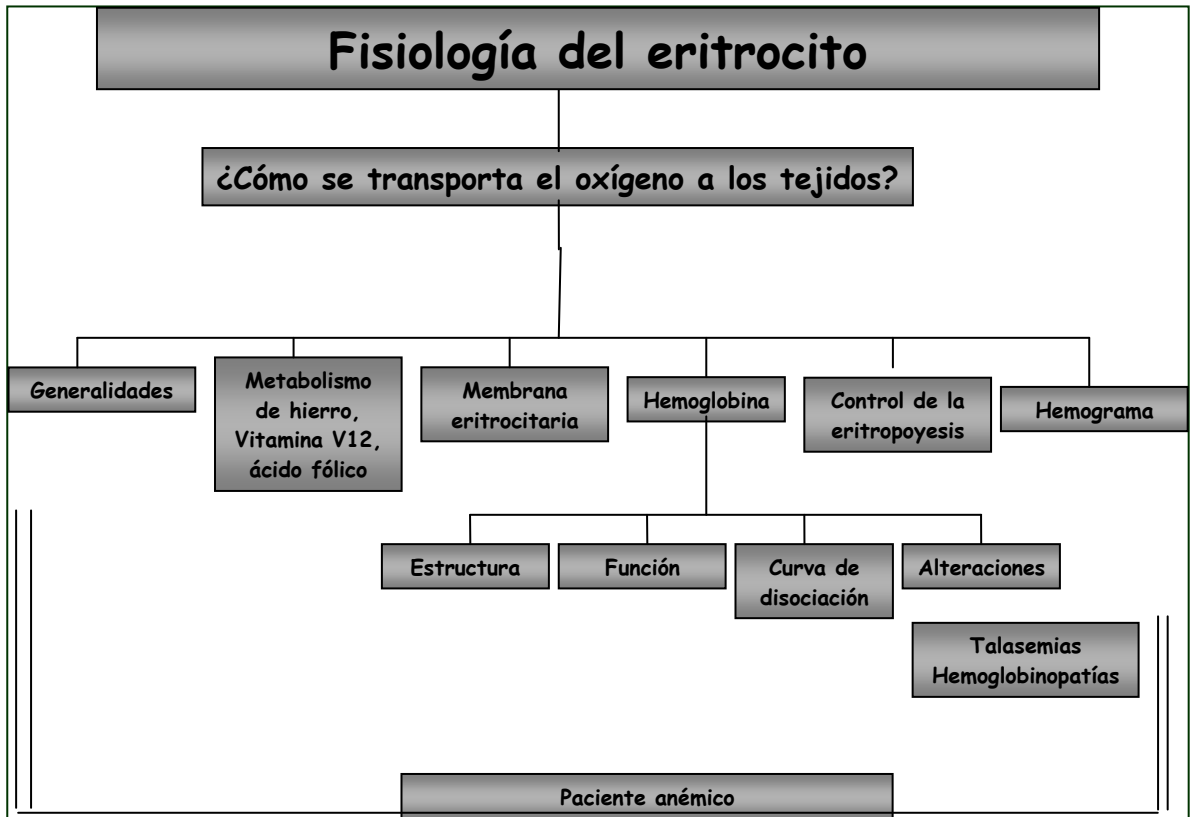 Fisiología del eritrocito
¿Cómo se transporta el oxígeno a los tejidos?
Generalidades
Metabolismo
de hierro,
Vitamina V12,
ácido fólico
Membrana
eritrocitaria
Hemoglobina
Control de la
eritropoyesis
Hemograma
Estructura
Función
Curva de
disociación
Alteraciones
Talasemias
Hemoglobinopatías
Paciente anémico